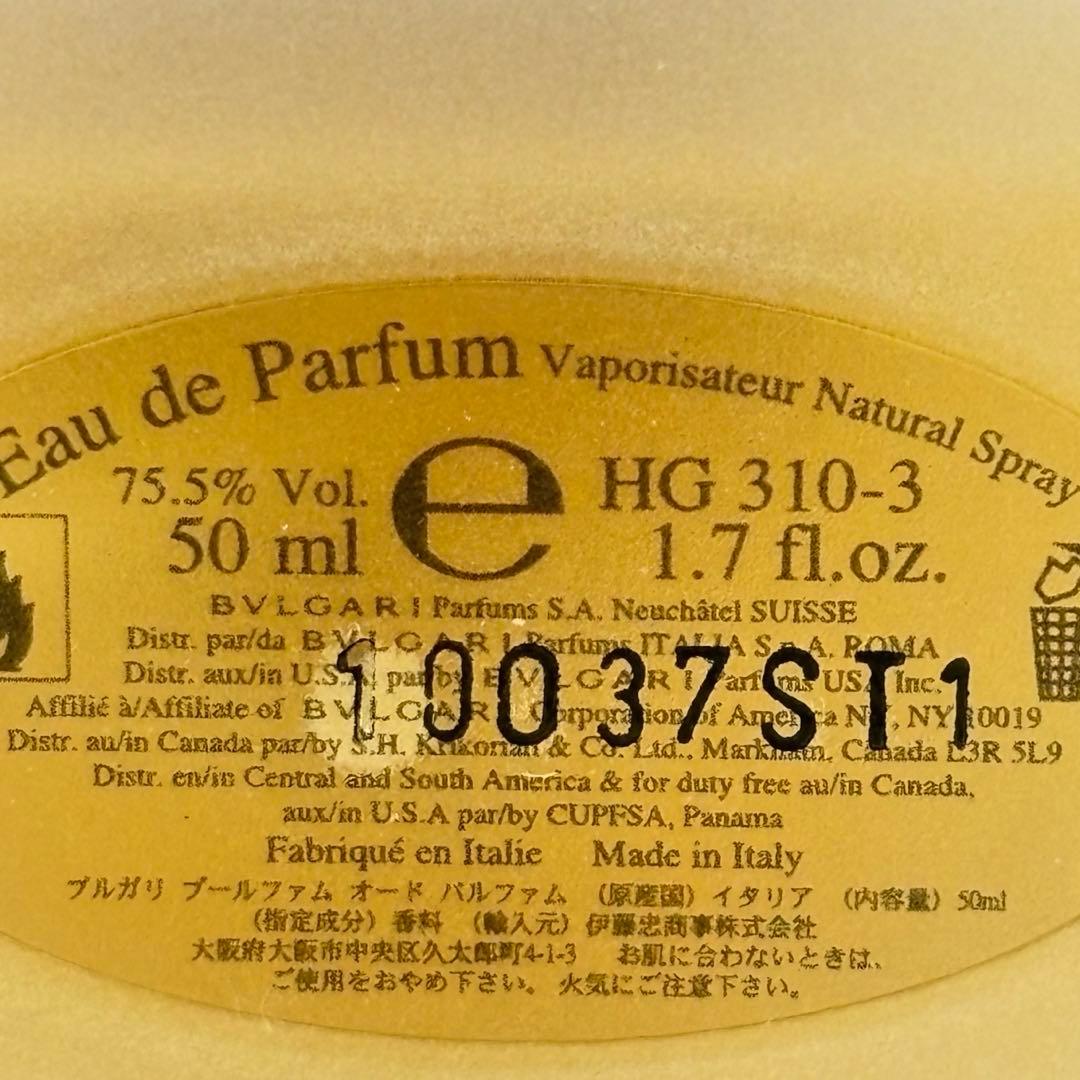 Eau de Parfum Vaporisateur Natural Spray
75.5% Vol. e HG 310-3
50 ml 1.7 fl.oz.
BVLGARI Parfums S.A. Neuchâtel SUISSE
Distr. par/da BVLGARI Parfums ITALIA S.p.A. ROMA
Distr. aux/in U.S.A. par/by BVLGARI Parfums USA Inc.
10037ST1
Affilié à/Affiliate of BVLGARI Corporation of America NY, NY 10019
Distr. au/in Canada par/by S.H. Krikorian & Co. Ltd., Markham, Canada L3R 5L9
Distr. en/in Central and South America & for duty free au/in Canada,
aux/in U.S.A par/by CUPFSA, Panama
Fabriqué en Italie Made in Italy
ブルガリ プールファム オード パルファム (原産国) イタリア (内容量) 50ml
(指定成分) 香料 (輸入元) 伊藤忠商事株式会社
大阪府大阪市中央区久太郎町4-1-3 お肌に合わないときは、
ご使用をおやめ下さい。 火気にご注意下さい。